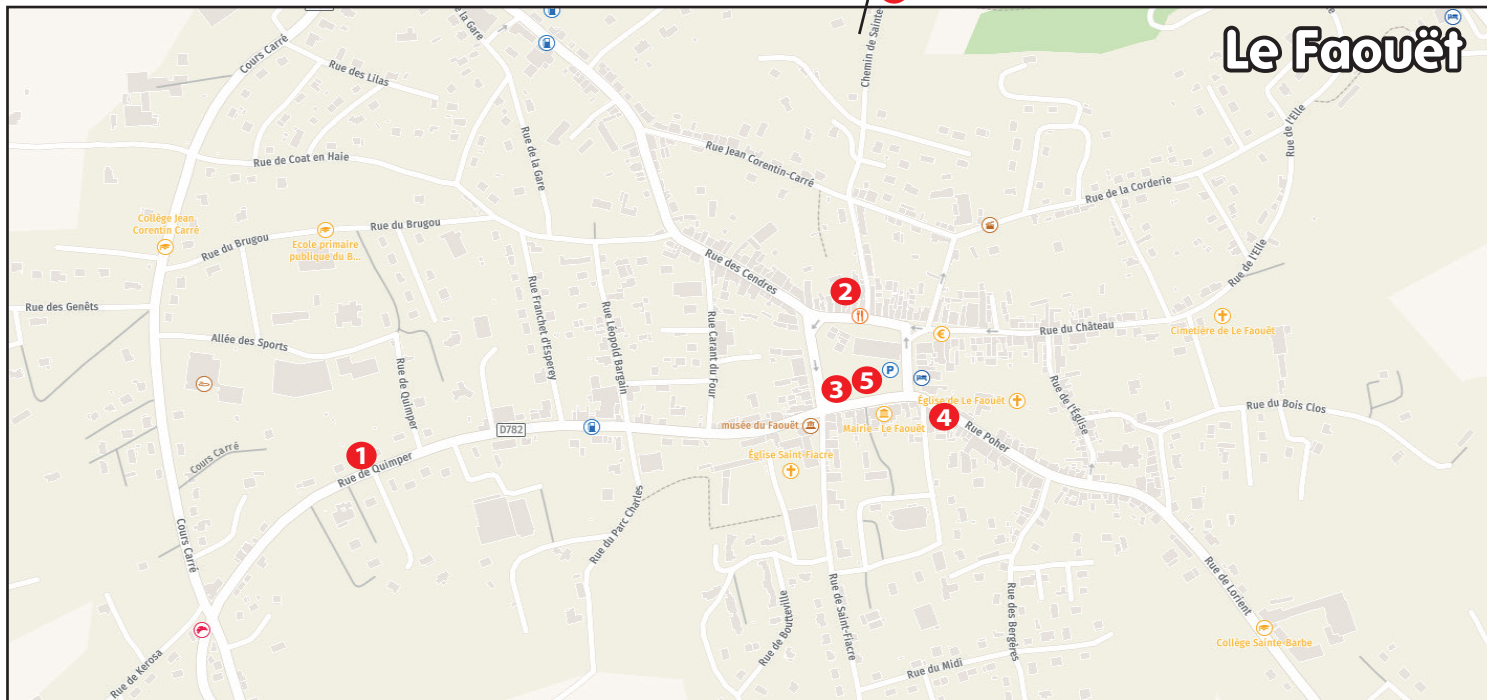 Le Faouët
de la Gare
Cours Carré
Rue des Lilas
Chemin de Sainte
Rue de l'Elle
Rue de la Gare
Rue Jean Corentin-Carré
Rue de Coat en Haie
Rue de la Corderie
Collège Jean
Corentin Carré
Rue du Brugou
Ecole primaire
publique du B...
Rue du Brugou
Rue des Cendres
Rue de l'Elle
Rue des Genêts
Rue Franchet d'Esperey
Rue Léopold Bargain
Rue Carant du Four
2
€
Rue du Château
Cimetière de Le Faouët
Allée des Sports
Rue de Quimper
P
3
5
Église de Le Faouët
Rue de l'Église
Rue du Bois Clos
4
D782
musée du Faouët
Mairie - Le Faouët
Rue Poher
1
Rue de Quimper
Cours Carré
Église Saint-Fiacre
Cours Carré
Rue du Parc Charles
Rue de Lorient
Rue de Bouteville
Rue de Saint-Fiacre
Rue des Bergères
Collège Sainte-Barbe
Rue de Kerosa
Rue du Midi